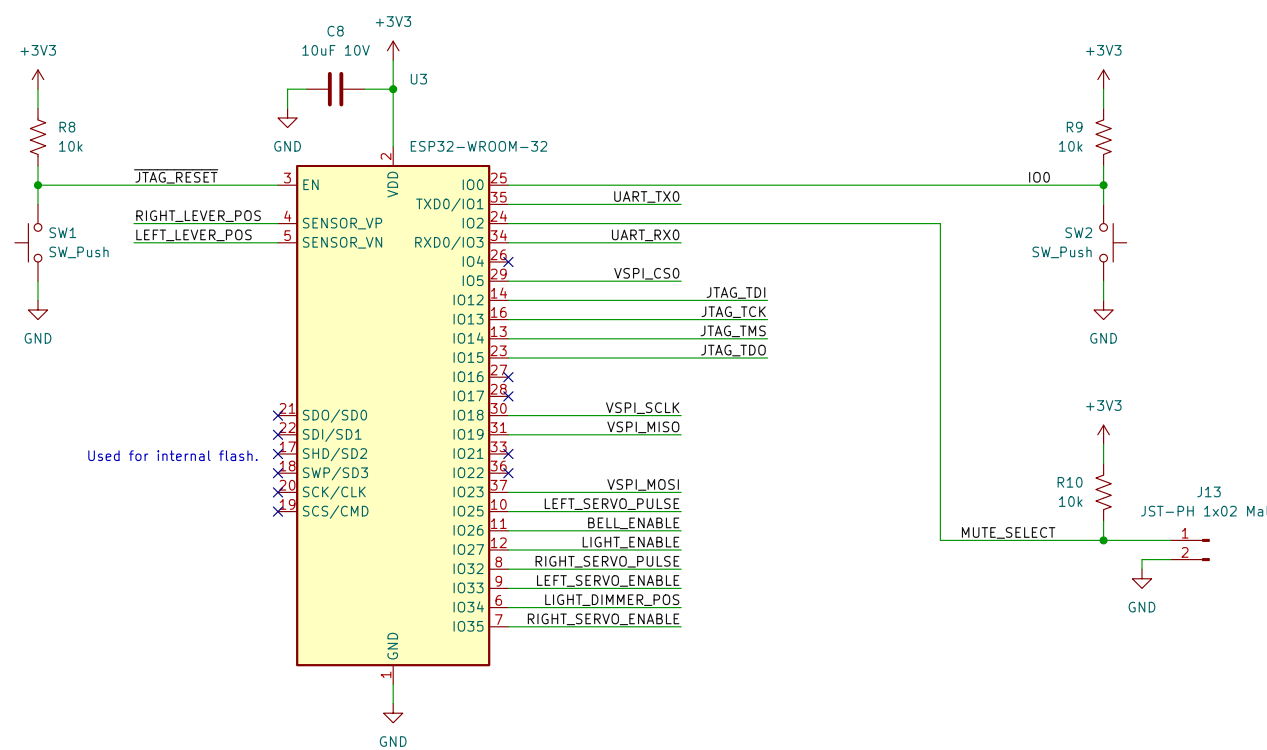 +3V3
R8
10k
JTAG_RESET
SW1
SW_Push
GND
C8
10uF 10V
GND
+3V3
U3
ESP32-WROOM-32
2
VDD
RIGHT_LEVER_POS
LEFT_LEVER_POS
3 EN
4 SENSOR_VP
5 SENSOR_VN
Used for internal flash.
21 SDO/SD0
22 SDI/SD1
17 SHD/SD2
18 SWP/SD3
20 SCK/CLK
19 SCS/CMD
IO0 25 IO0
TXD0/IO1 35 UART_TX0
IO2 24
RXD0/IO3 34 UART_RX0
IO4 26
IO5 29 VSPI_CS0
IO12 14 JTAG_TDI
IO13 16 JTAG_TCK
IO14 13 JTAG_TMS
IO15 23 JTAG_TDO
IO16 27
IO17 28
IO18 30 VSPI_SCLK
IO19 31 VSPI_MISO
IO21 33
IO22 36
IO23 37 VSPI_MOSI
IO25 10 LEFT_SERVO_PULSE
IO26 11 BELL_ENABLE
IO27 12 LIGHT_ENABLE
IO32 8 RIGHT_SERVO_PULSE
IO33 9 LEFT_SERVO_ENABLE
IO34 6 LIGHT_DIMMER_POS
IO35 7 RIGHT_SERVO_ENABLE
GND
1
GND
+3V3
R9
10k
SW2
SW_Push
GND
+3V3
R10
10k
MUTE_SELECT
J13
JST-PH 1x02
1
2
GND